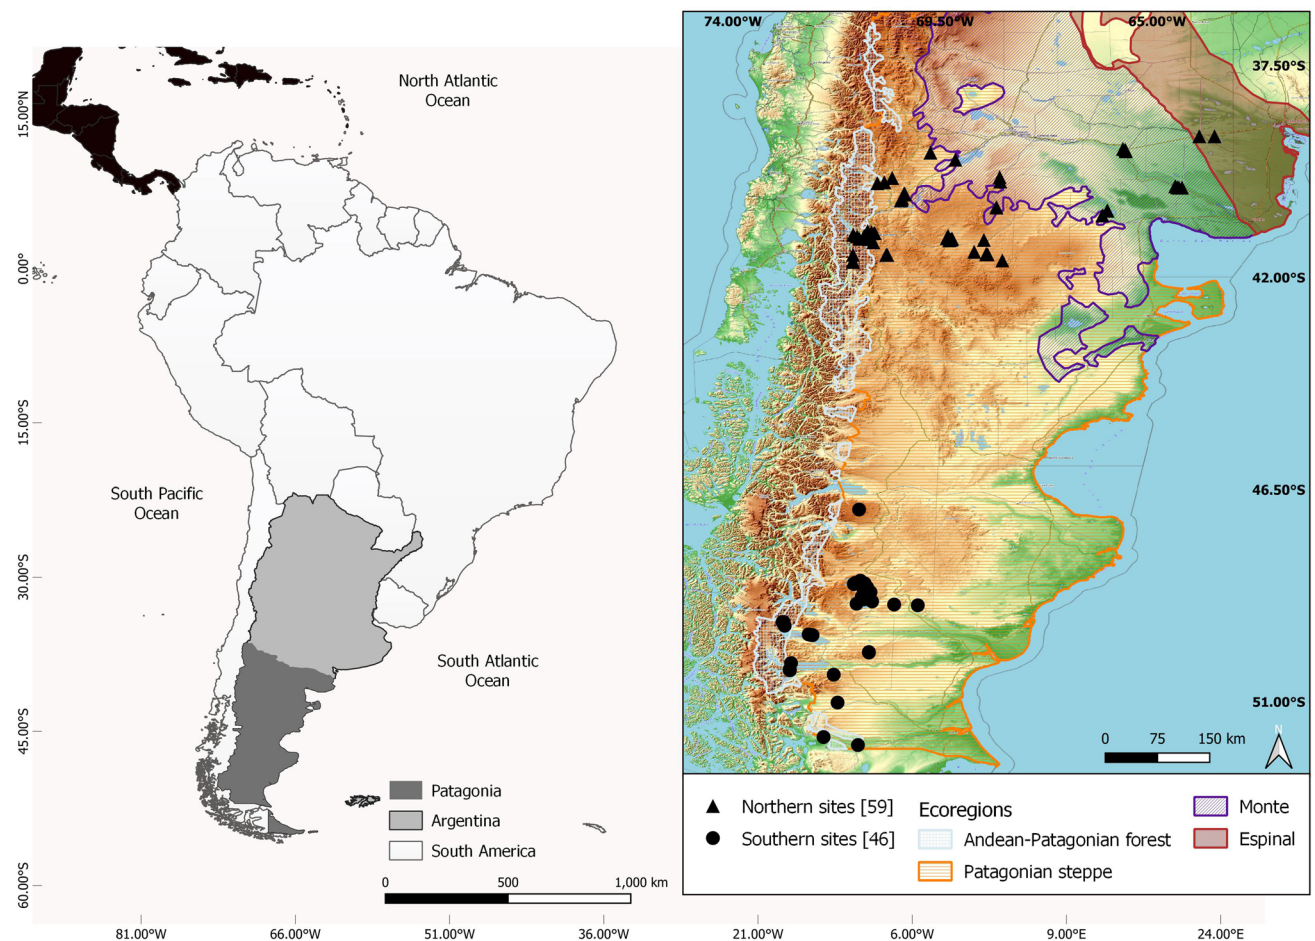 North Atlantic
Ocean
South Pacific
Ocean
South Atlantic
Ocean
15.00°N
0.00°
15.00°S
30.00°S
45.00°S
60.00°S
Patagonia
Argentina
South America
0 500 1,000 km
81.00°W 66.00°W 51.00°W 36.00°W 21.00°W 6.00°W 9.00°E 24.00°E
74.00°W 69.50°W 65.00°W
37.50°S
42.00°S
46.50°S
51.00°S
0 75 150 km
N
Northern sites [59]
Southern sites [46]
Ecoregions
Andean-Patagonian forest
Patagonian steppe
Monte
Espinal